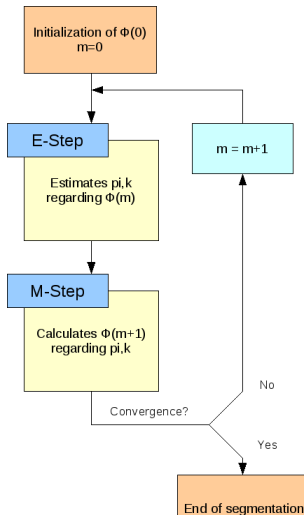 Initialization of Φ(0)
m=0
E-Step
m = m+1
Estimates pi,k
regarding Φ(m)
M-Step
Calculates Φ(m+1)
regarding pi,k
No
Convergence?
Yes
End of segmentation